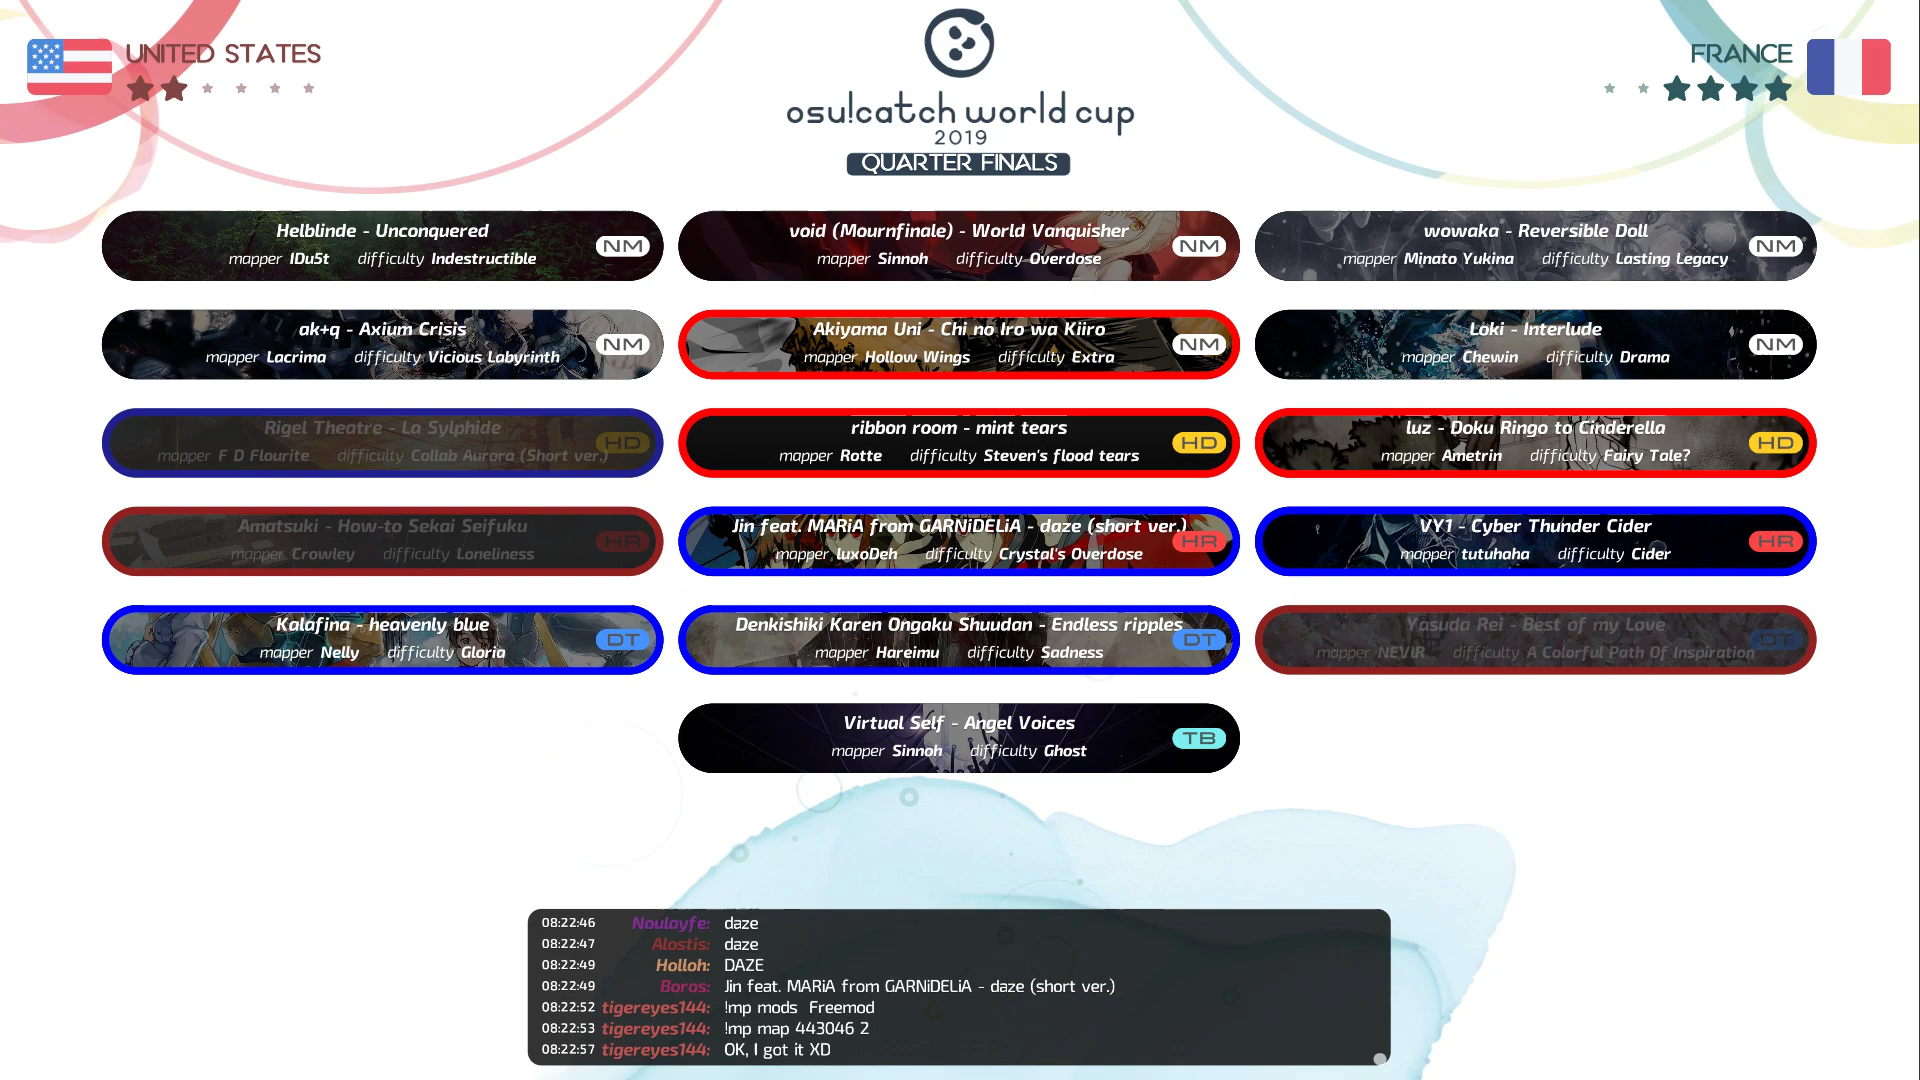 UNITED STATES
FRANCE
osu!catch world cup
2019
QUARTER FINALS
Helblinde - Unconquered
mapper IDu5t difficulty Indestructible
NM
void (Mournfinale) - World Vanquisher
mapper Sinnoh difficulty Overdose
NM
wowaka - Reversible Doll
mapper Minato Yukina difficulty Lasting Legacy
NM
ak+q - Axium Crisis
mapper Lacrima difficulty Vicious Labyrinth
NM
Akiyama Uni - Chi no Iro wa Kiiro
mapper Hollow Wings difficulty Extra
NM
Loki - Interlude
mapper Chewin difficulty Drama
NM
Rigel Theatre - La Sylphide
mapper F D Flourite difficulty Collab Aurora (Short ver.)
HD
ribbon room - mint tears
mapper Rotte difficulty Steven's flood tears
HD
luz - Doku Ringo to Cinderella
mapper Ametrin difficulty Fairy Tale?
HD
Amatsuki - How-to Sekai Seifuku
mapper Crowley difficulty Loneliness
HR
Jin feat. MARiA from GARNiDELiA - daze (short ver.)
mapper luxoDeh difficulty Crystal's Overdose
HR
VY1 - Cyber Thunder Cider
mapper tutuhaha difficulty Cider
HR
Kalafina - heavenly blue
mapper Nelly difficulty Gloria
DT
Denkishiki Karen Ongaku Shuudan - Endless ripples
mapper Hareimu difficulty Sadness
DT
Yasuda Rei - Best of my Love
mapper NEVIR difficulty A Colorful Path Of Inspiration
DT
Virtual Self - Angel Voices
mapper Sinnoh difficulty Ghost
TB
08:22:46 Noulayfe: daze
08:22:47 Alostis: daze
08:22:49 Holloh: DAZE
08:22:49 Boros: Jin feat. MARiA from GARNiDELiA - daze (short ver.)
08:22:52 tigereyes144: !mp mods Freemod
08:22:53 tigereyes144: !mp map 443046 2
08:22:57 tigereyes144: OK, I got it XD